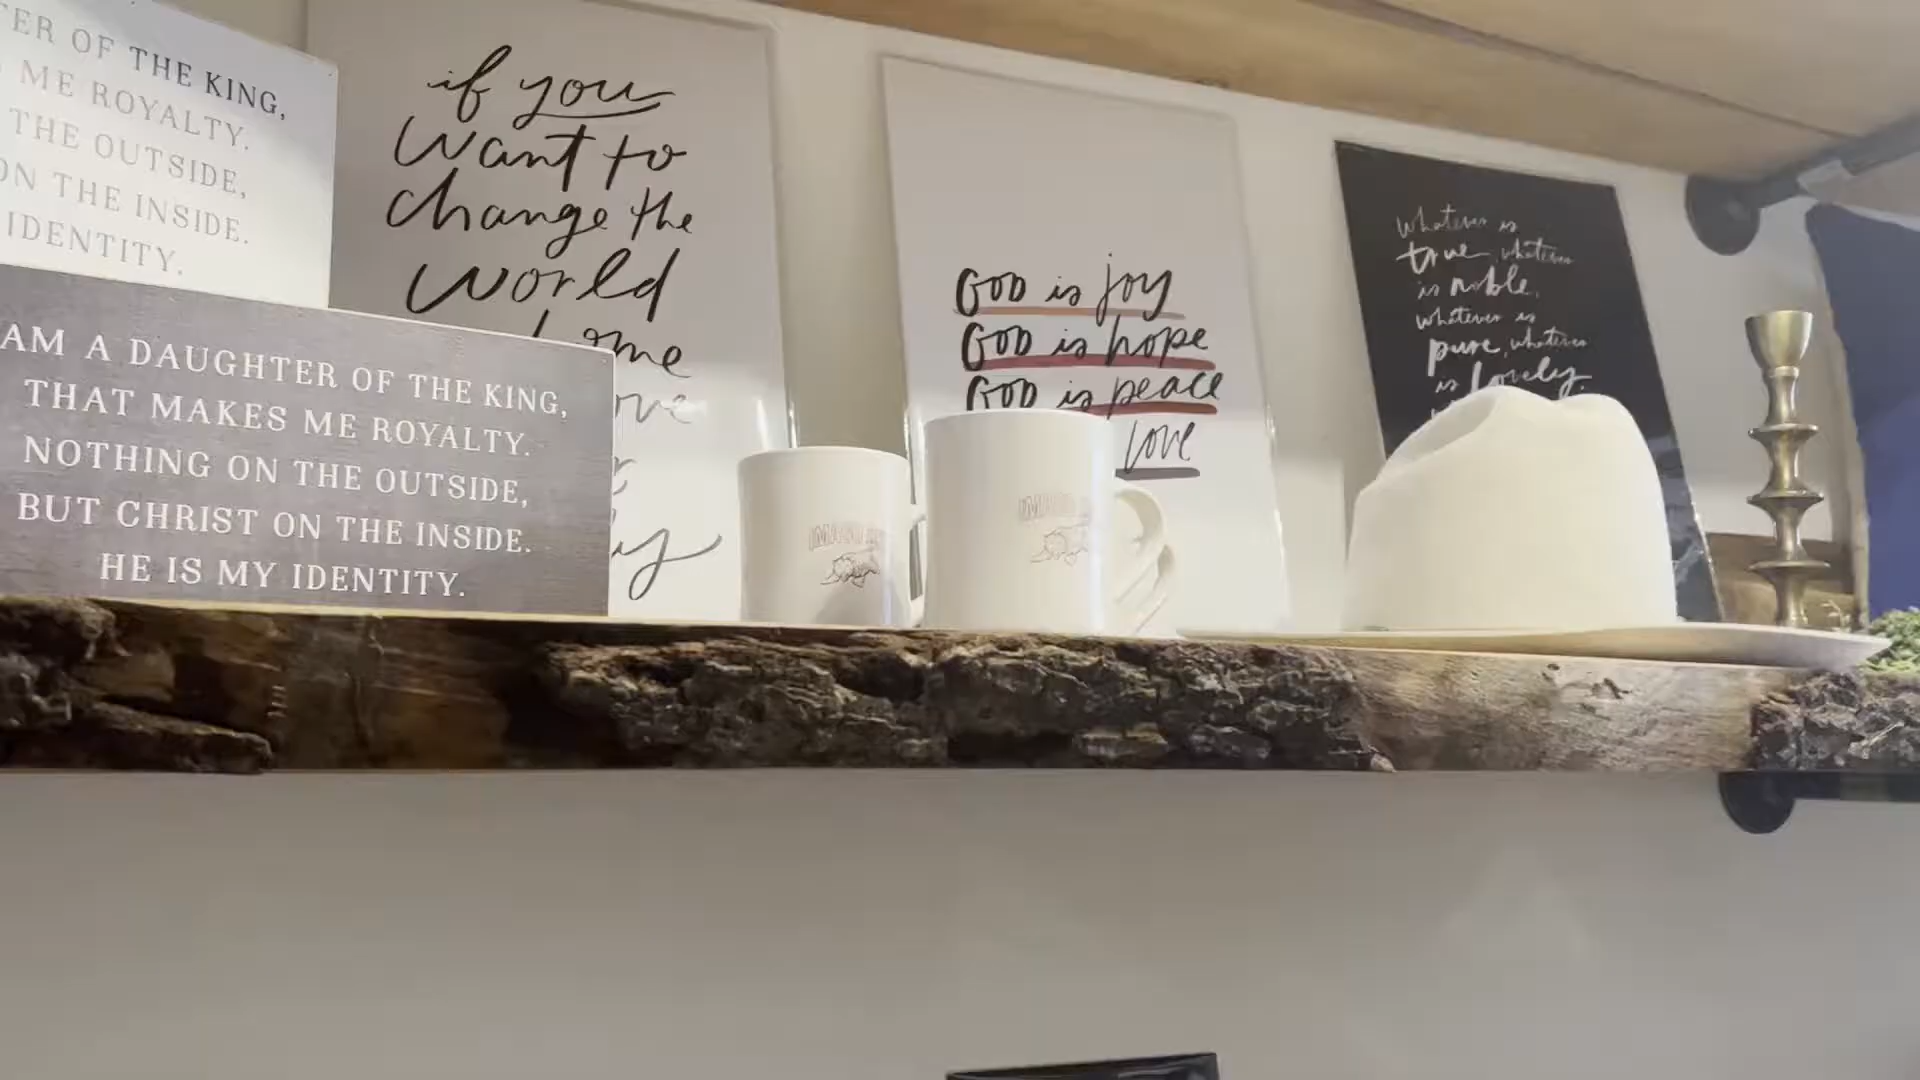 OF THE KING,
ME ROYALTY.
THE OUTSIDE,
ON THE INSIDE.
IDENTITY.
AM A DAUGHTER OF THE KING,
THAT MAKES ME ROYALTY.
NOTHING ON THE OUTSIDE,
BUT CHRIST ON THE INSIDE.
HE IS MY IDENTITY.
if you
want to
change the
world
GOD is joy
GOD is hope
GOD is peace
love
whatever is
true, whatever
is noble,
whatever is
pure, whatever
is lovely,